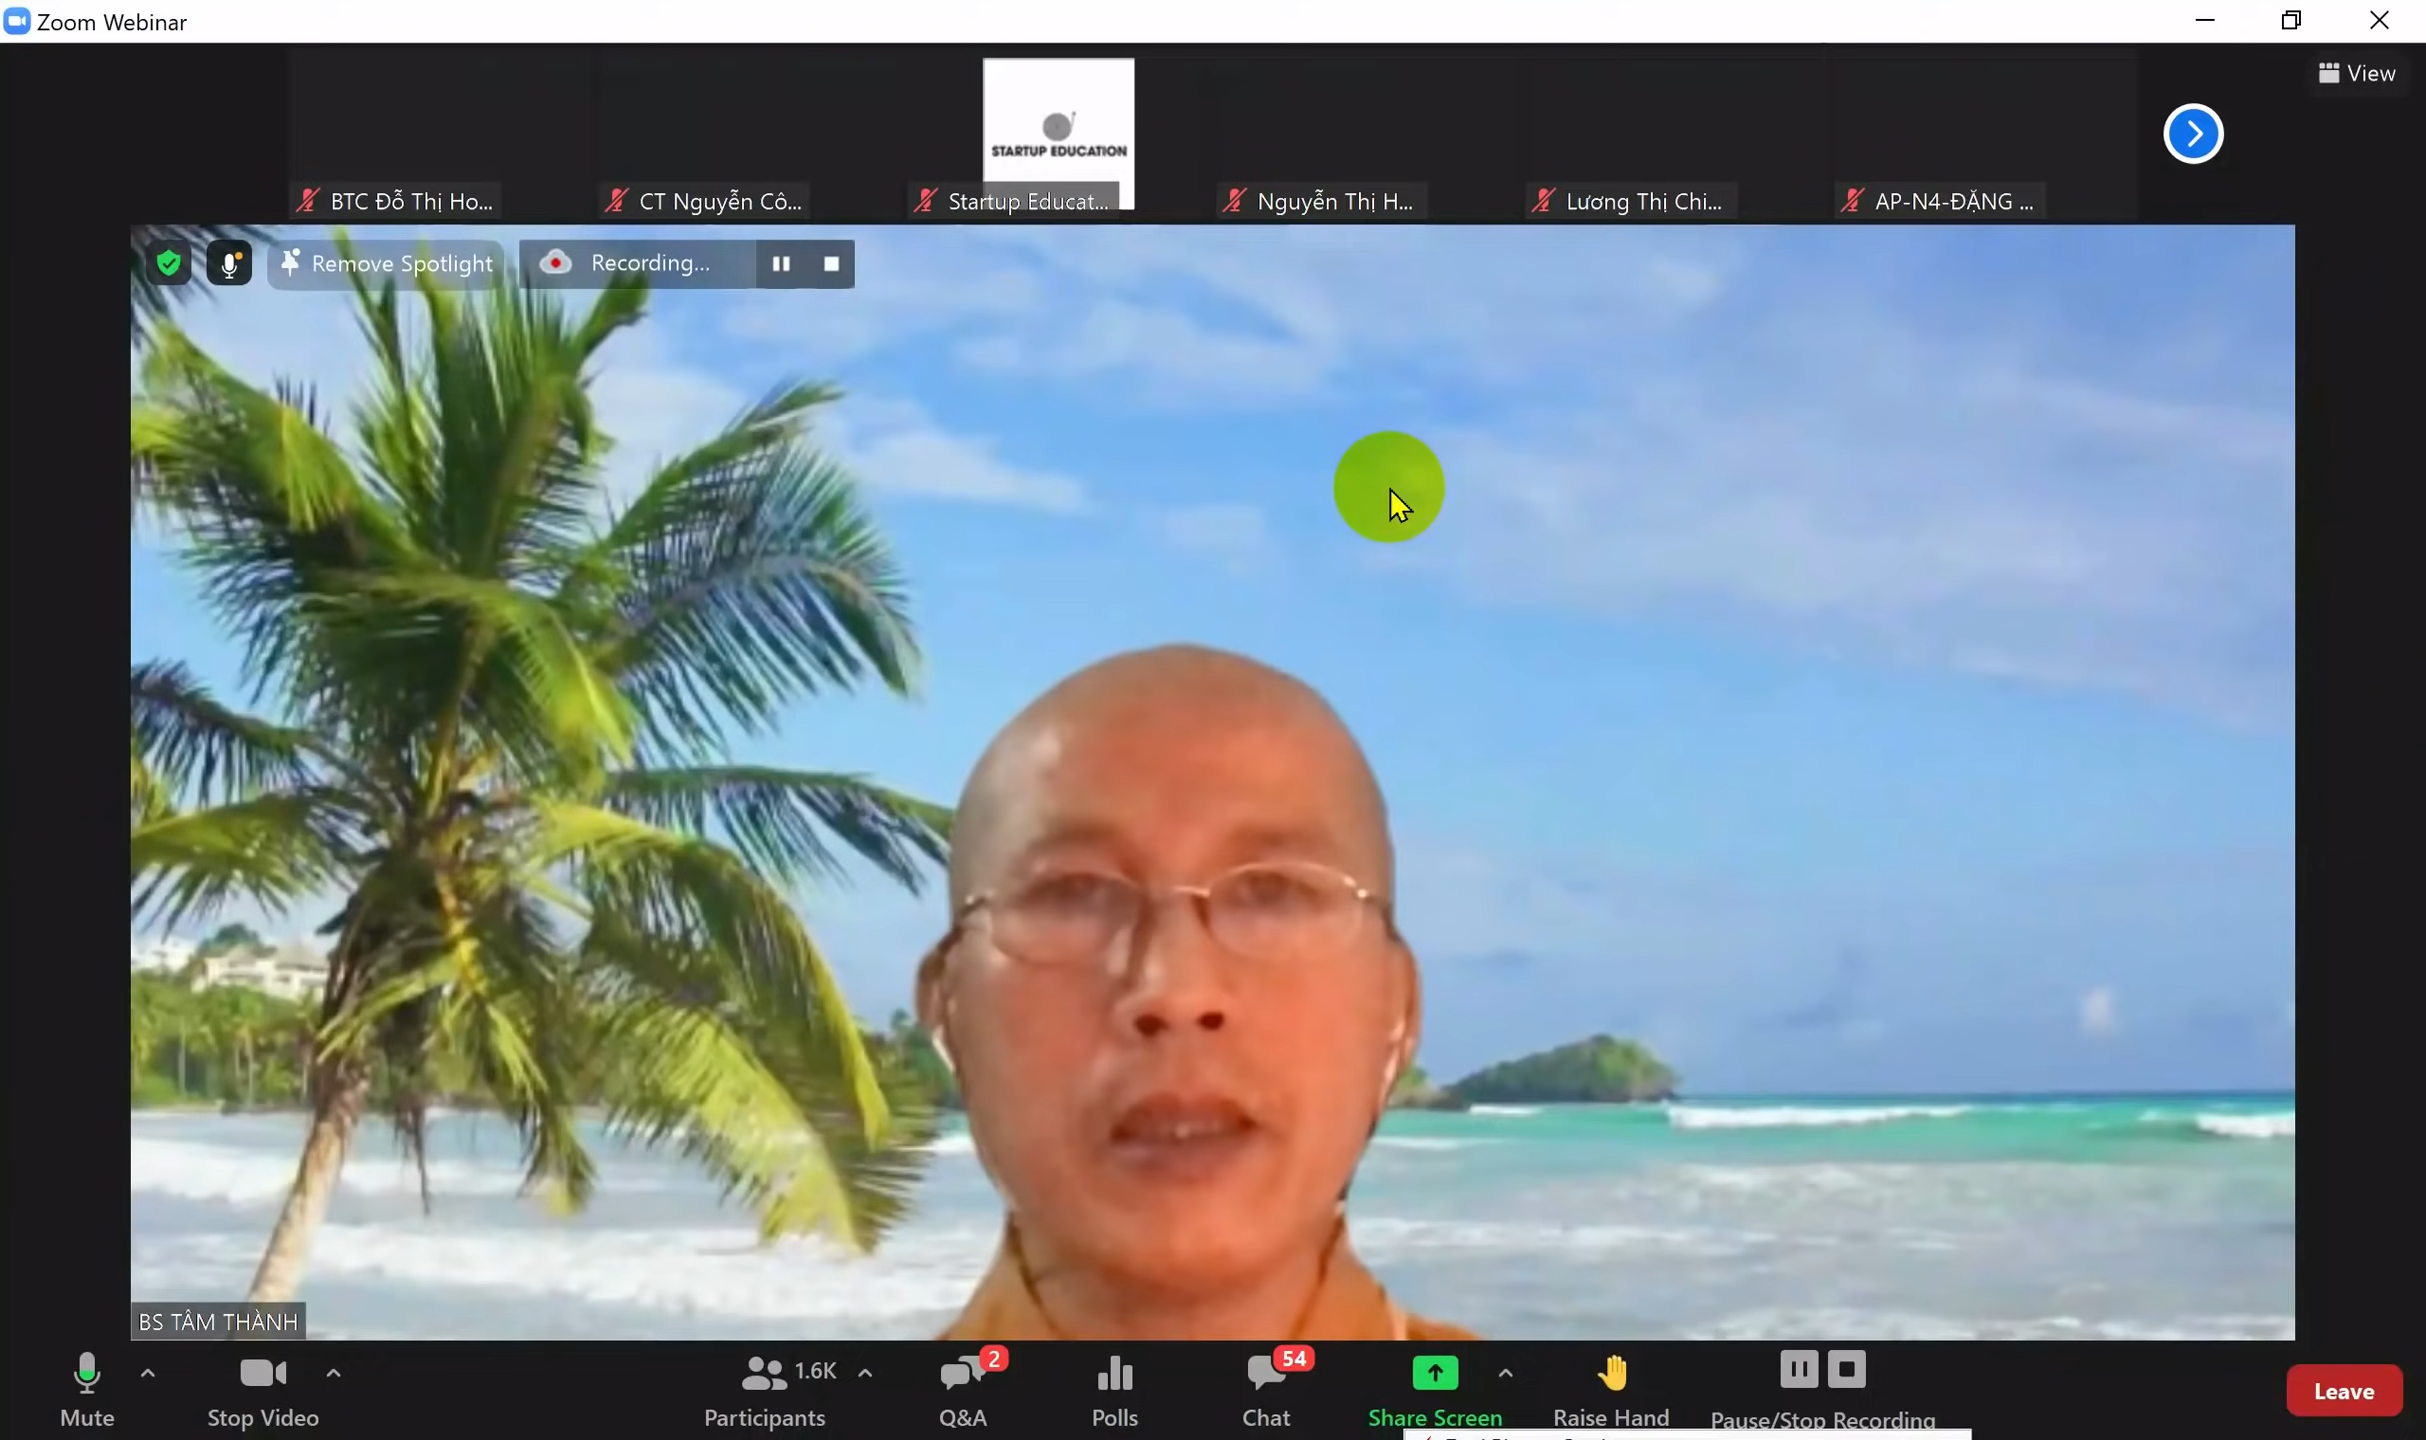 Zoom Webinar
View
STARTUP EDUCATION
BTC Đỗ Thị Ho...
CT Nguyễn Cô...
Startup Educat...
Nguyễn Thị H...
Lương Thị Chi...
AP-N4-ĐẶNG ...
Remove Spotlight
Recording...
BS TÂM THÀNH
Mute
Stop Video
1.6K
Participants
2
Q&A
Polls
54
Chat
Share Screen
Raise Hand
Pause/Stop Recording
Leave